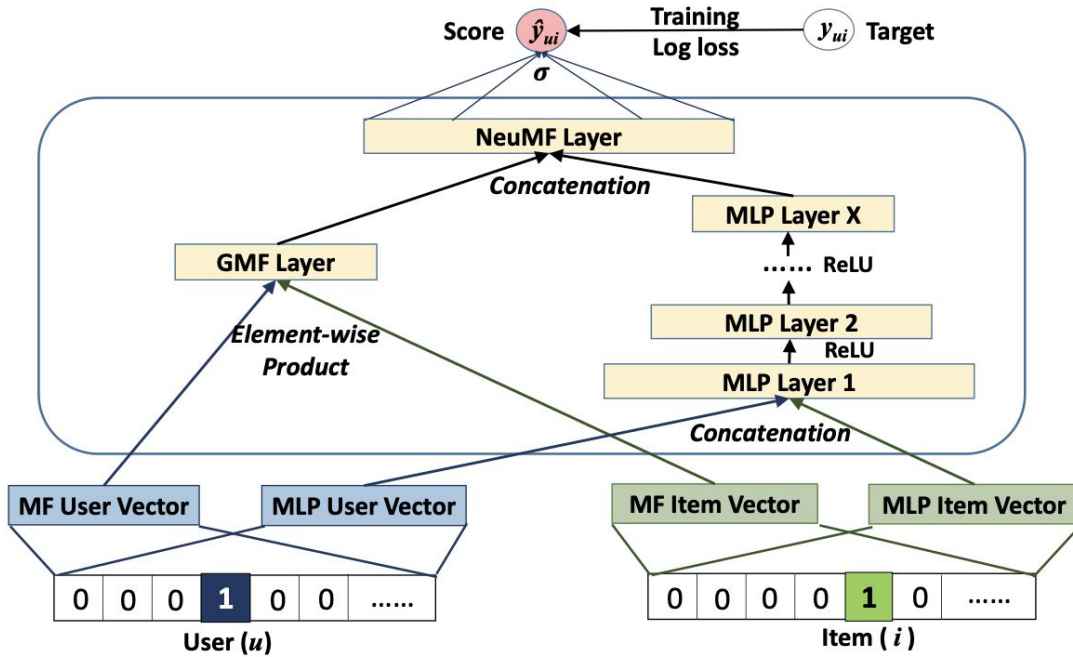 Score ŷui Training yui Target
Log loss
σ
NeuMF Layer
Concatenation
MLP Layer X
GMF Layer
...... ReLU
Element-wise
Product
MLP Layer 2
ReLU
MLP Layer 1
Concatenation
MF User Vector MLP User Vector MF Item Vector MLP Item Vector
0 0 0 1 0 0 ...... 0 0 0 0 1 0 ......
User (u) Item ( i )